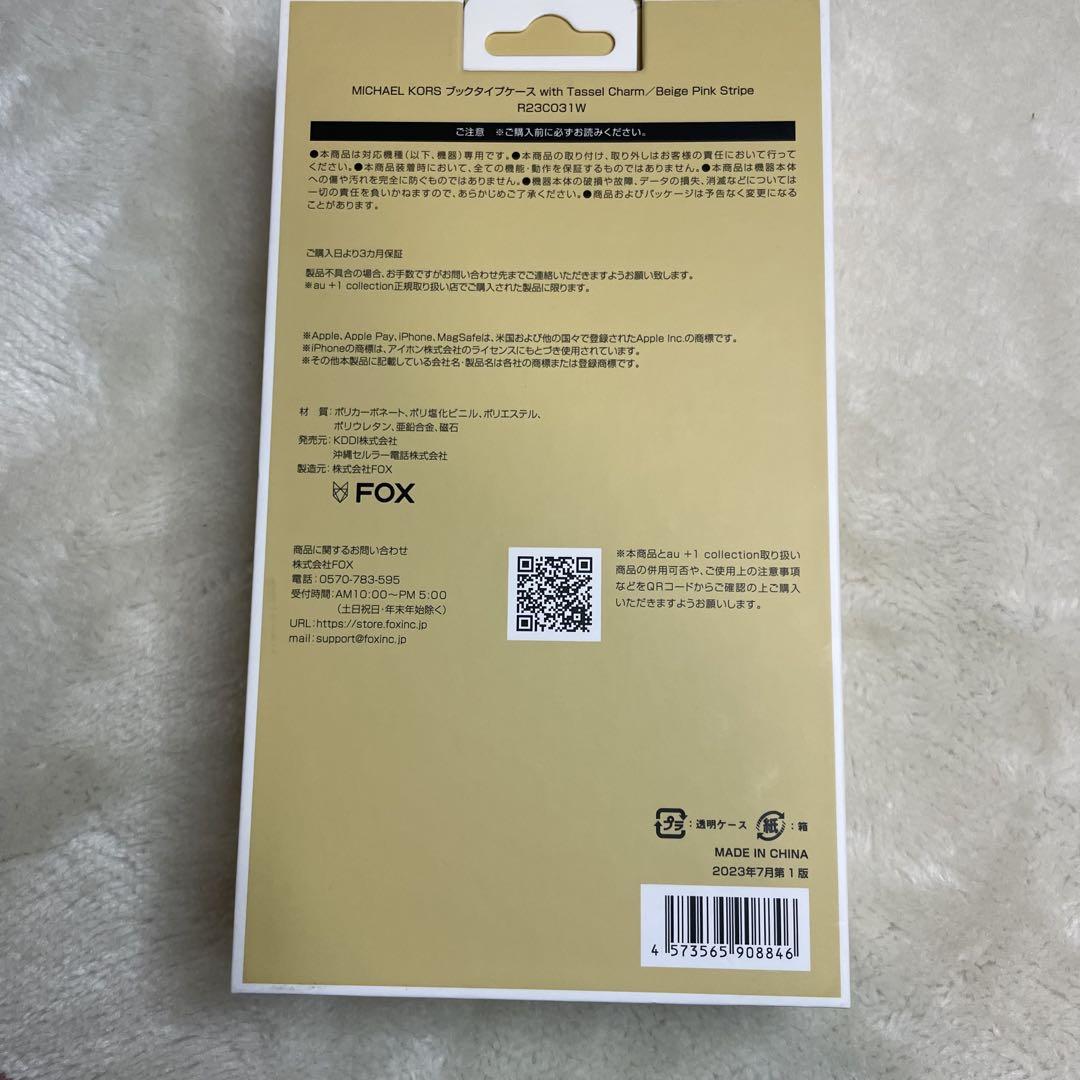 MICHAEL KORS ブックタイプケース with Tassel Charm／Beige Pink Stripe
R23C031W
ご注意 ※ご購入前に必ずお読みください。
●本商品は対応機種（以下、機器）専用です。●本商品の取り付け、取り外しはお客様の責任において行って
ください。●本商品装着時において、全ての機能・動作を保証するものではありません。●本商品は機器本体
への傷や汚れを完全に防ぐものではありません。●機器本体の破損や故障、データの損失、消滅などについては
一切の責任を負いかねますので、あらかじめご了承ください。●商品およびパッケージは予告なく変更になる
ことがあります。
ご購入日より3カ月保証
製品不具合の場合、お手数ですがお問い合わせ先までご連絡いただきますようお願い致します。
※au +1 collection正規取り扱い店でご購入された製品に限ります。
※Apple、Apple Pay、iPhone、MagSafeは、米国および他の国々で登録されたApple Inc.の商標です。
※iPhoneの商標は、アイホン株式会社のライセンスにもとづき使用されています。
※その他本製品に記載している会社名・製品名は各社の商標または登録商標です。
材 質：ポリカーボネート、ポリ塩化ビニル、ポリエステル、
ポリウレタン、亜鉛合金、磁石
発売元：KDDI株式会社
沖縄セルラー電話株式会社
製造元：株式会社FOX
FOX
商品に関するお問い合わせ
株式会社FOX
電話：0570-783-595
受付時間：AM10:00〜PM 5:00
（土日祝日・年末年始除く）
URL：https://store.foxinc.jp
mail：support@foxinc.jp
※本商品とau +1 collection取り扱い
商品の併用可否や、ご使用上の注意事項
などをQRコードからご確認の上ご購入
いただきますようお願いします。
プラ：透明ケース 紙：箱
MADE IN CHINA
2023年7月第1版
4 573565 908846